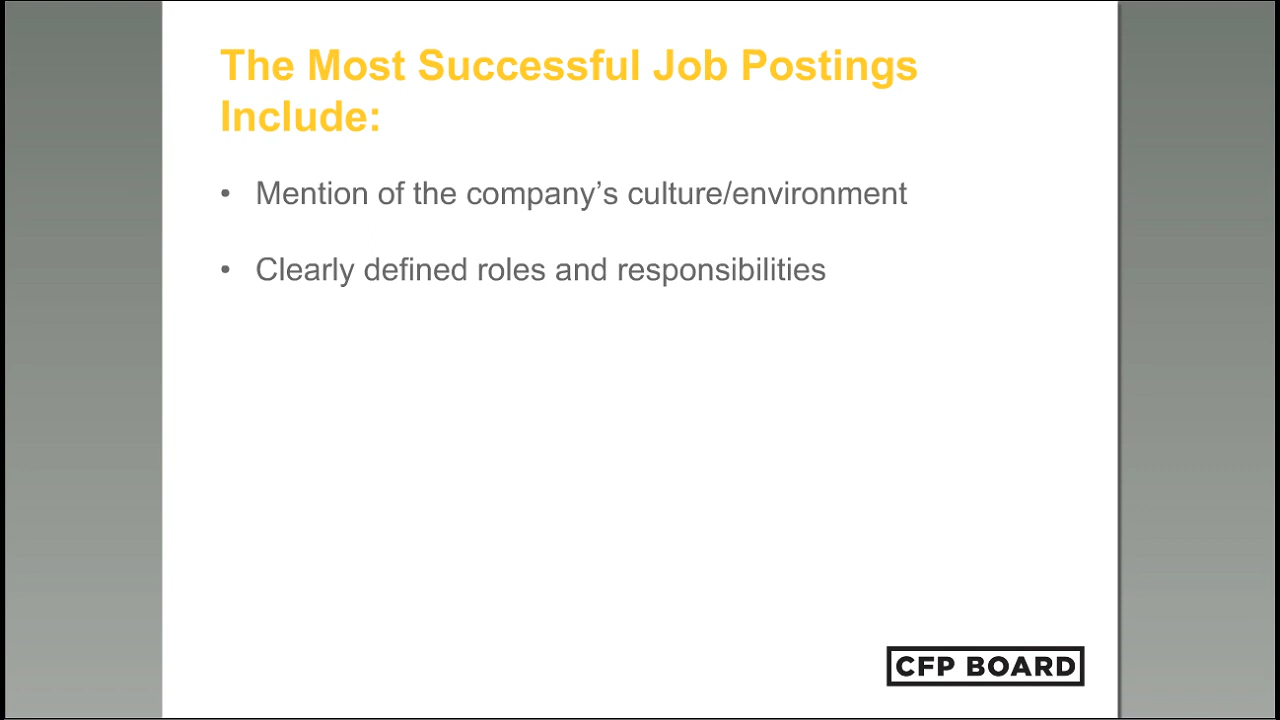 The Most Successful Job Postings
Include:
• Mention of the company’s culture/environment
• Clearly defined roles and responsibilities
CFP BOARD